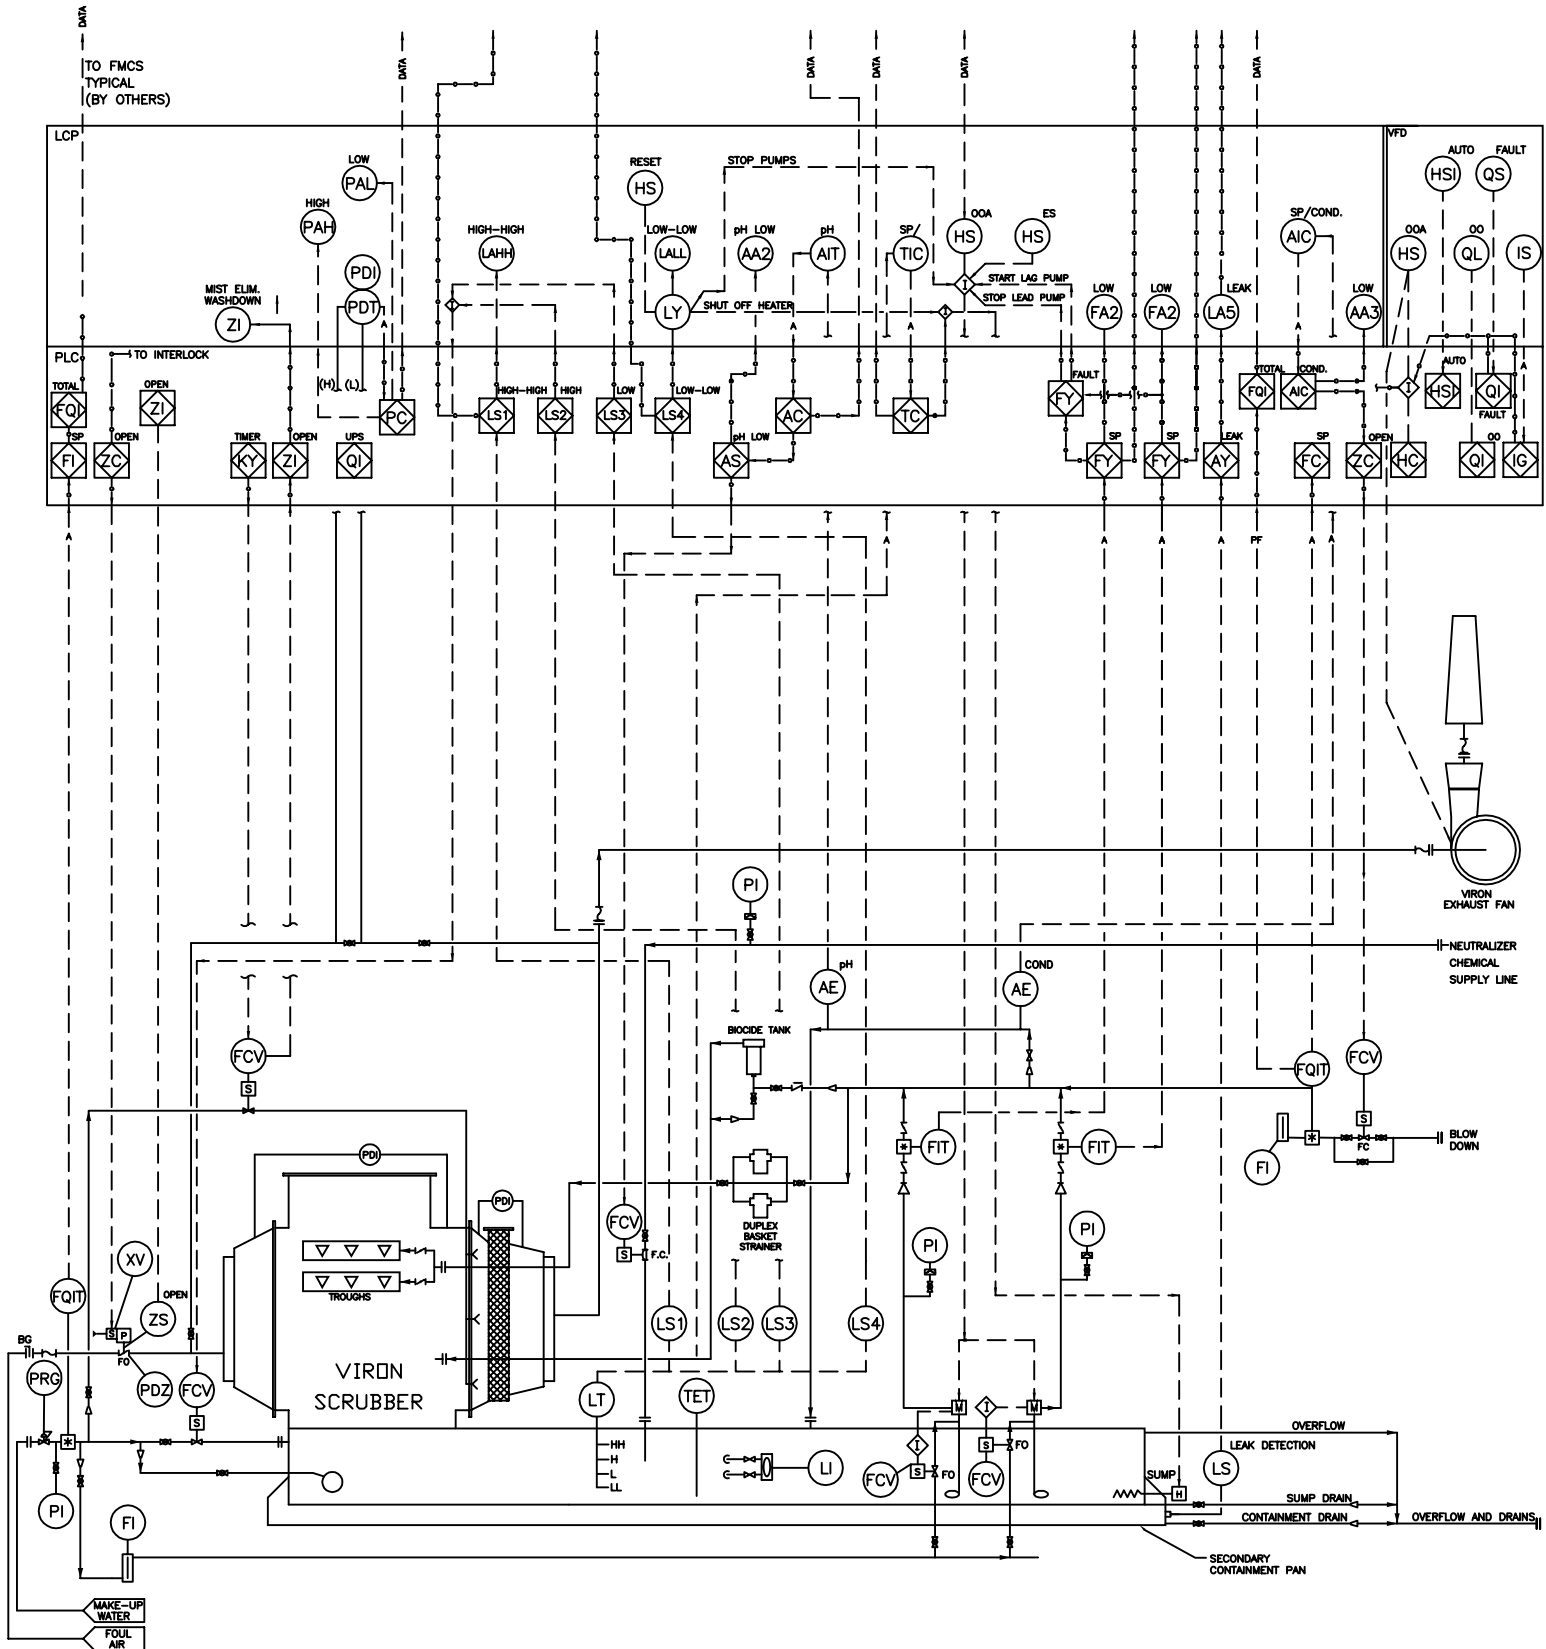 DATA
TO FMCS
TYPICAL
(BY OTHERS)
DATA
DATA
DATA
DATA
DATA
LCP
VFD
LOW
PAL
HIGH
PAH
PDI
PDT
A
MIST ELIM.
WASHDOWN
ZI
HIGH-HIGH
LAHH
RESET
HS
LOW-LOW
LALL
LY
STOP PUMPS
SHUT OFF HEATER
pH LOW
AA2
pH
AIT
SP/
TIC
OOA
HS
ES
HS
I
I
I
START LAG PUMP
STOP LEAD PUMP
A
A
LOW
FA2
LOW
FA2
LEAK
LA5
SP/COND.
AIC
A
LOW
AA3
AUTO
HSI
FAULT
QS
OOA
HS
OO
QL
IS
PLC
TO INTERLOCK
TOTAL
FQI
SP
FI
OPEN
ZC
OPEN
ZI
TIMER
KY
OPEN
ZI
UPS
QI
(H)
(L)
PC
HIGH-HIGH
LS1
HIGH
LS2
LOW
LS3
LOW-LOW
LS4
pH LOW
AS
AC
TC
FAULT
FY
SP
FY
SP
FY
LEAK
AY
TOTAL
FQI
COND.
AIC
SP
FC
OPEN
ZC
I
HC
AUTO
HSI
QI
FAULT
OO
QI
A
IG
A
A
A
A
A
PF
A
A
VIRON
EXHAUST FAN
PI
NEUTRALIZER
CHEMICAL
SUPPLY LINE
pH
AE
COND
AE
BIOCIDE TANK
FCV
S
FQIT
FCV
S
FC
BLOW
DOWN
FI
*
FIT
*
FIT
*
PDI
PDI
DUPLEX
BASKET
STRAINER
FCV
S
F.C.
PI
PI
TROUGHS
XV
S
P
OPEN
ZS
FO
PDZ
FQIT
BG
PRG
FCV
S
*
PI
FI
VIRON
SCRUBBER
LS1
LS2
LS3
LS4
LT
TET
HH
H
L
LL
LI
M
M
I
I
S
FCV
FO
S
FCV
FO
OVERFLOW
LEAK DETECTION
LS
SUMP
H
SUMP DRAIN
CONTAINMENT DRAIN
OVERFLOW AND DRAINS
SECONDARY
CONTAINMENT PAN
MAKE-UP
WATER
FOUL
AIR